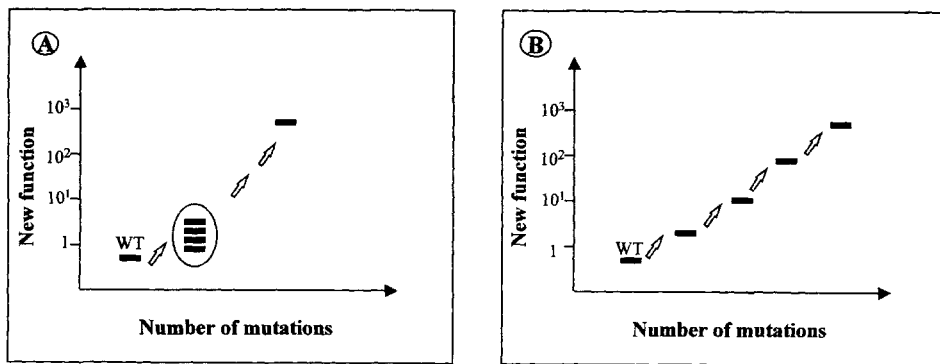 A
New function
10³
10²
10¹
1
WT
Number of mutations
B
New function
10³
10²
10¹
1
WT
Number of mutations